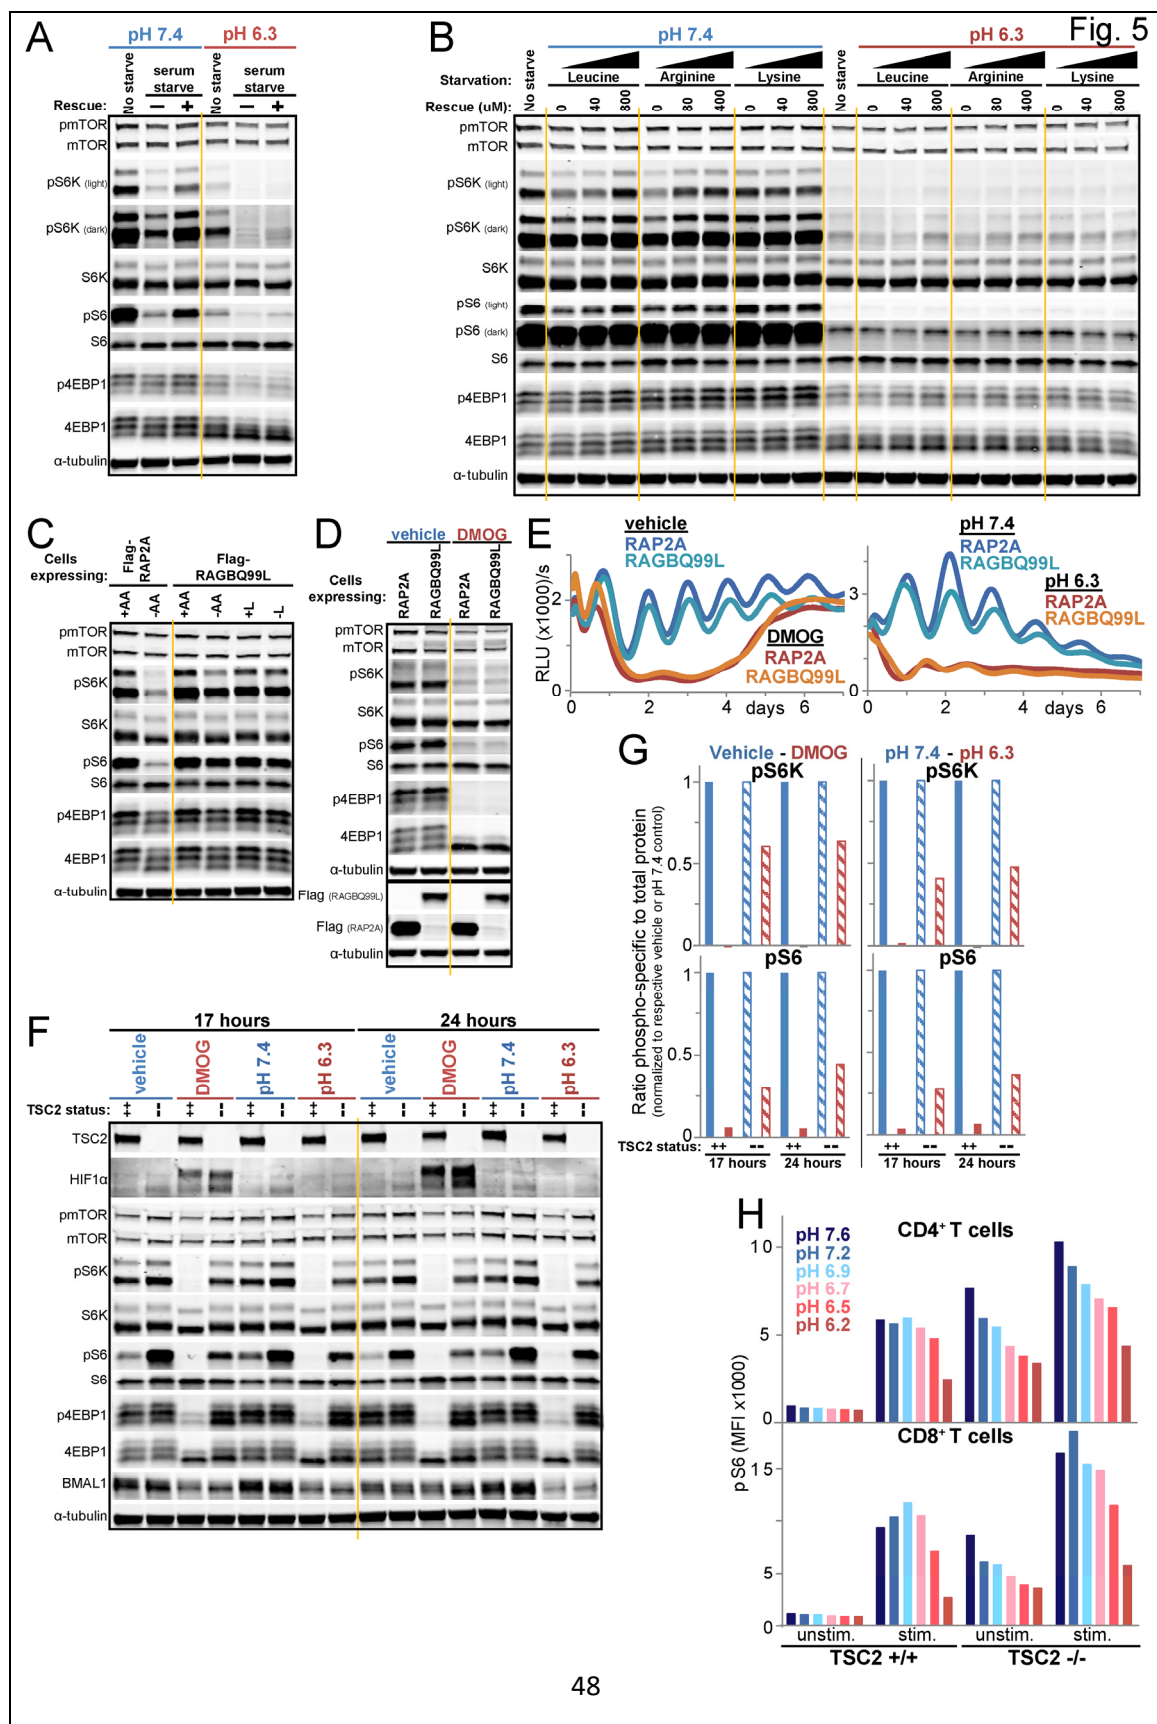 Fig. 5
A
pH 7.4 pH 6.3
No starve serum starve No starve serum starve
Rescue: − + − +
pmTOR
mTOR
pS6K (light)
pS6K (dark)
S6K
pS6
S6
p4EBP1
4EBP1
α-tubulin
B
pH 7.4 pH 6.3
Starvation: No starve Leucine Arginine Lysine No starve Leucine Arginine Lysine
Rescue (uM): 0 40 800 0 80 400 0 40 800 0 40 800 0 80 400 0 40 800
pmTOR
mTOR
pS6K (light)
pS6K (dark)
S6K
pS6 (light)
pS6 (dark)
S6
p4EBP1
4EBP1
α-tubulin
C
Cells expressing: Flag-RAP2A Flag-RAGBQ99L
+AA -AA +AA -AA +L -L
pmTOR
mTOR
pS6K
S6K
pS6
S6
p4EBP1
4EBP1
α-tubulin
D
vehicle DMOG
Cells expressing: RAP2A RAGBQ99L RAP2A RAGBQ99L
pmTOR
mTOR
pS6K
S6K
pS6
S6
p4EBP1
4EBP1
α-tubulin
Flag (RAGBQ99L)
Flag (RAP2A)
α-tubulin
E
vehicle
RAP2A
RAGBQ99L
DMOG
RAP2A
RAGBQ99L
RLU (x1000)/s
2
0
0 2 4 days 6
pH 7.4
RAP2A
RAGBQ99L
pH 6.3
RAP2A
RAGBQ99L
3
0
0 2 4 days 6
F
17 hours 24 hours
vehicle DMOG pH 7.4 pH 6.3 vehicle DMOG pH 7.4 pH 6.3
TSC2 status: ++ -- ++ -- ++ -- ++ -- ++ -- ++ -- ++ -- ++ --
TSC2
HIF1α
pmTOR
mTOR
pS6K
S6K
pS6
S6
p4EBP1
4EBP1
BMAL1
α-tubulin
G
Vehicle - DMOG pH 7.4 - pH 6.3
pS6K pS6K
1
0.5
0
pS6 pS6
1
0.5
0
Ratio phospho-specific to total protein
(normalized to respective vehicle or pH 7.4 control)
TSC2 status: ++ -- ++ -- ++ -- ++ --
17 hours 24 hours 17 hours 24 hours
H
CD4+ T cells
pH 7.6
pH 7.2
pH 6.9
pH 6.7
pH 6.5
pH 6.2
10
5
0
CD8+ T cells
15
5
0
pS6 (MFI x1000)
unstim. stim. unstim. stim.
TSC2 +/+ TSC2 -/-
48